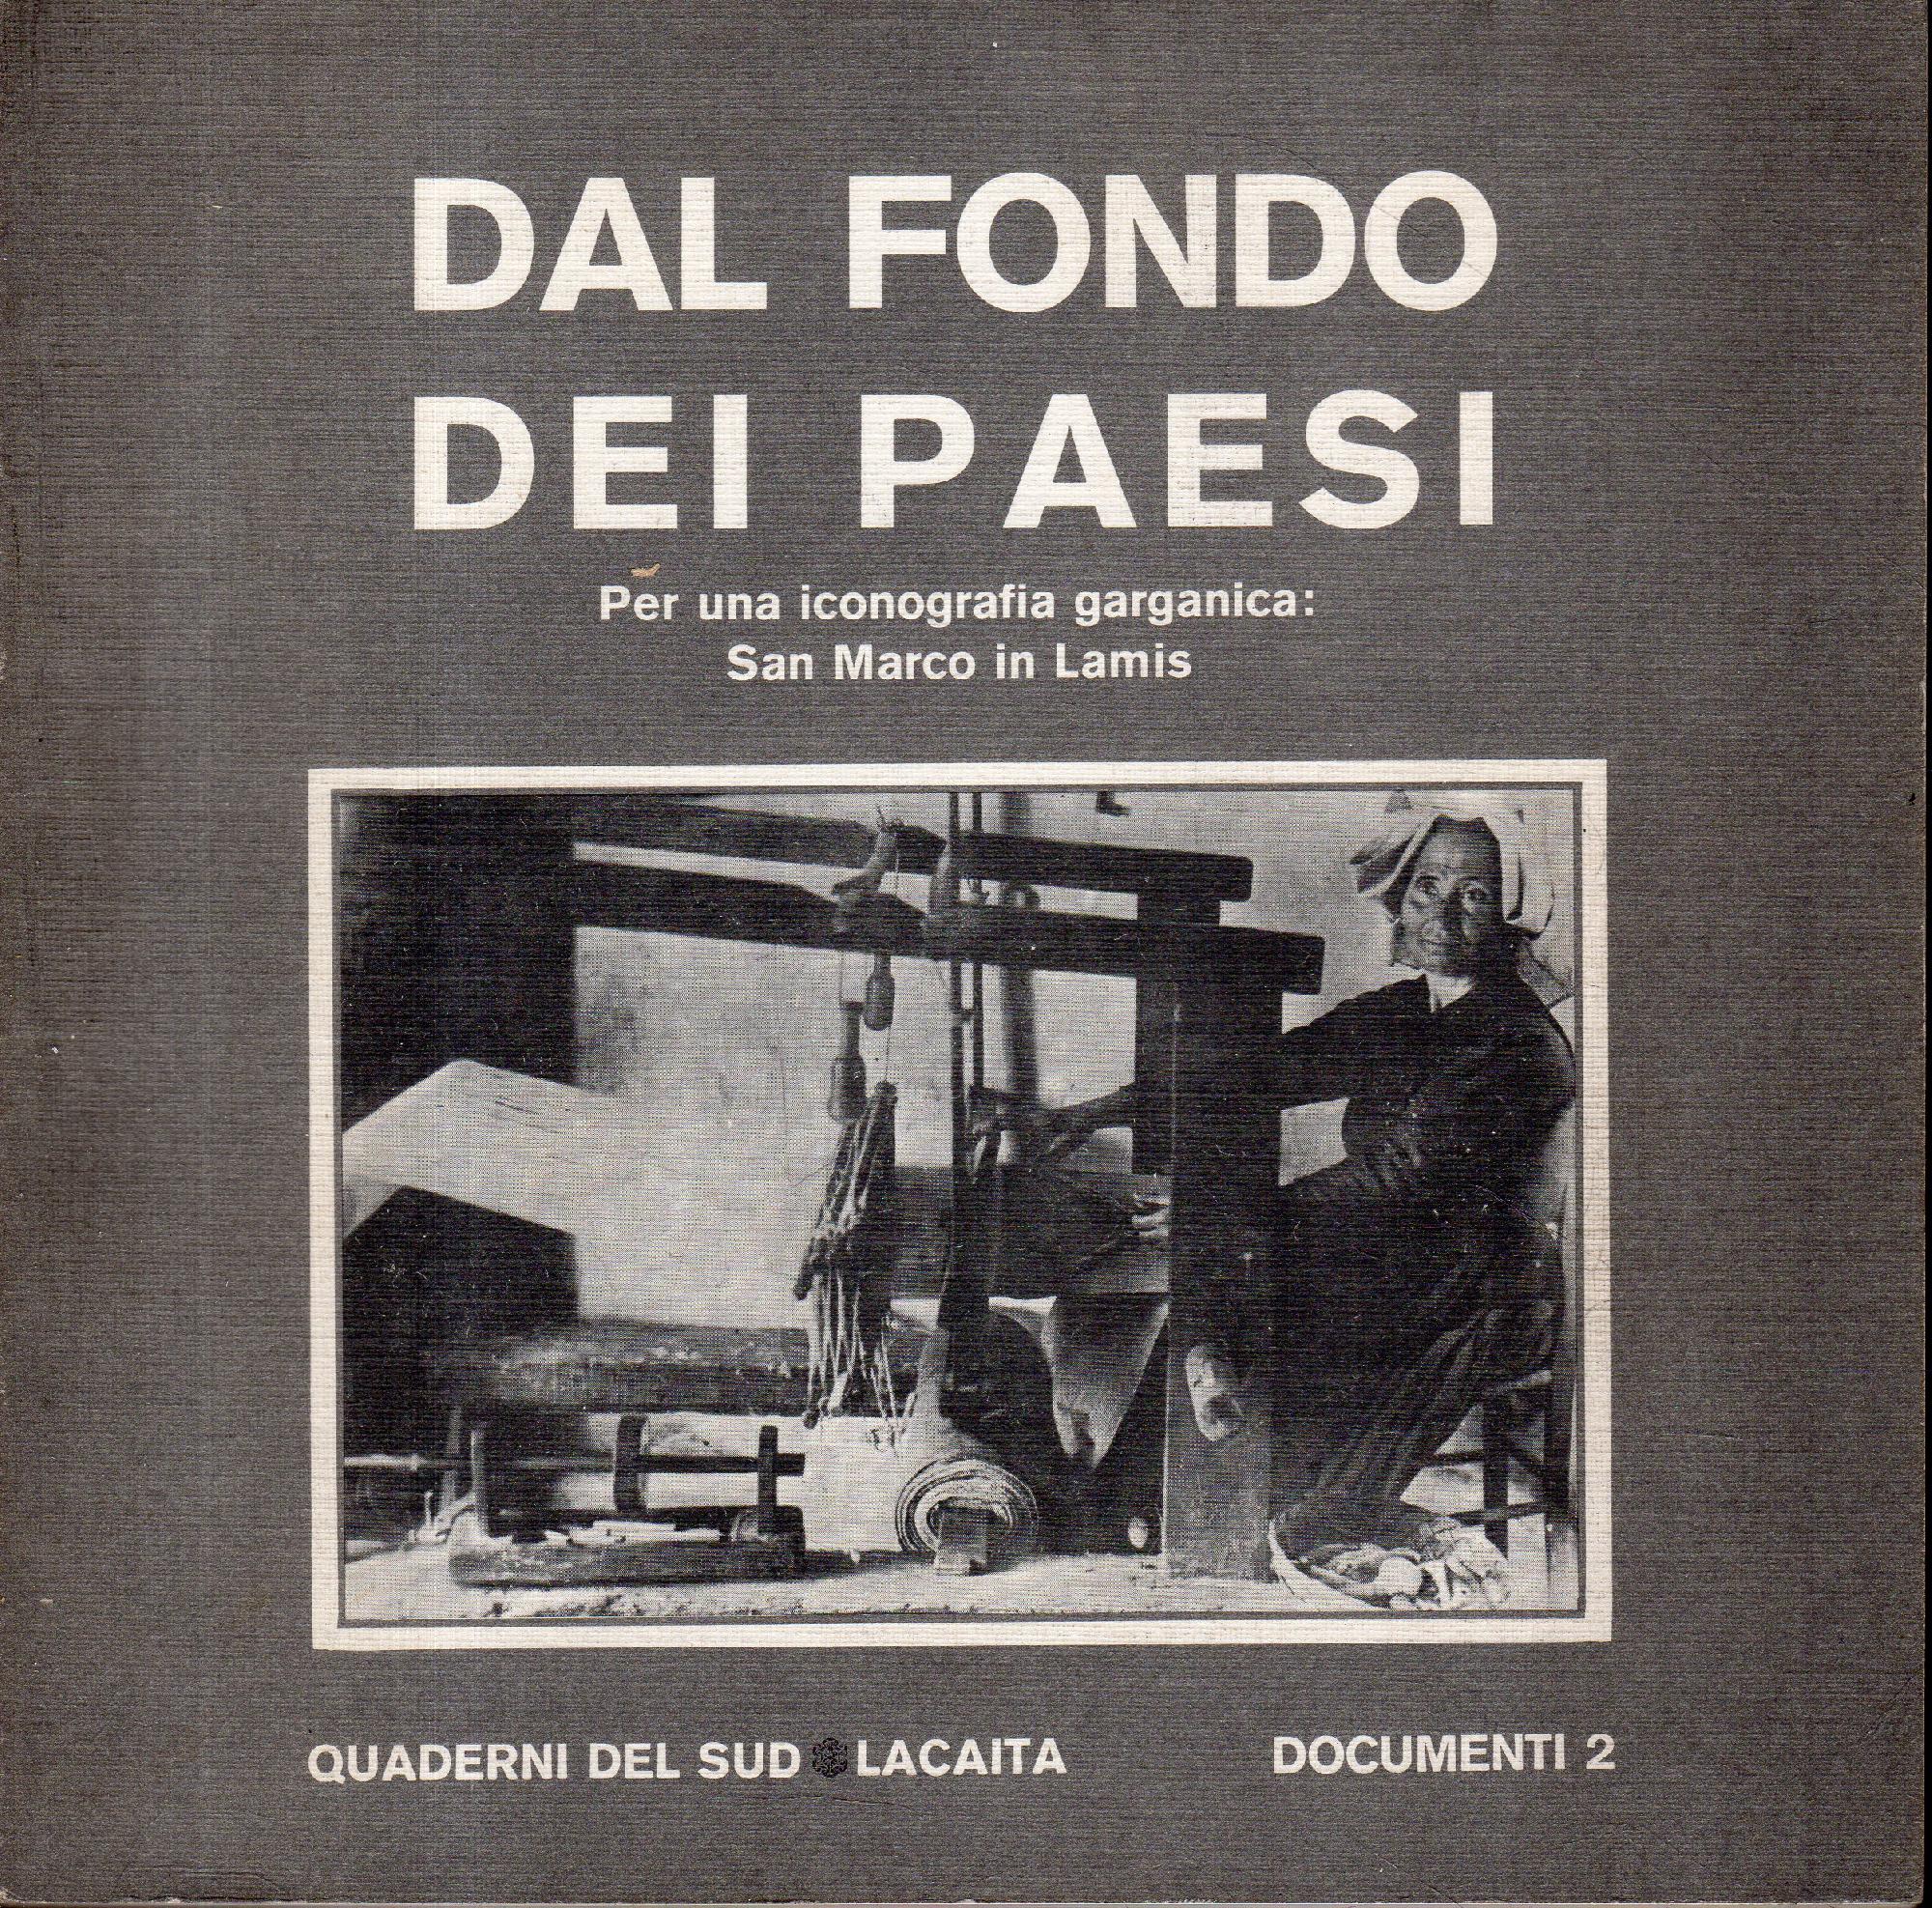 DAL FONDO
DEI PAESI
Per una iconografia garganica:
San Marco in Lamis
QUADERNI DEL SUD LACAITA DOCUMENTI 2